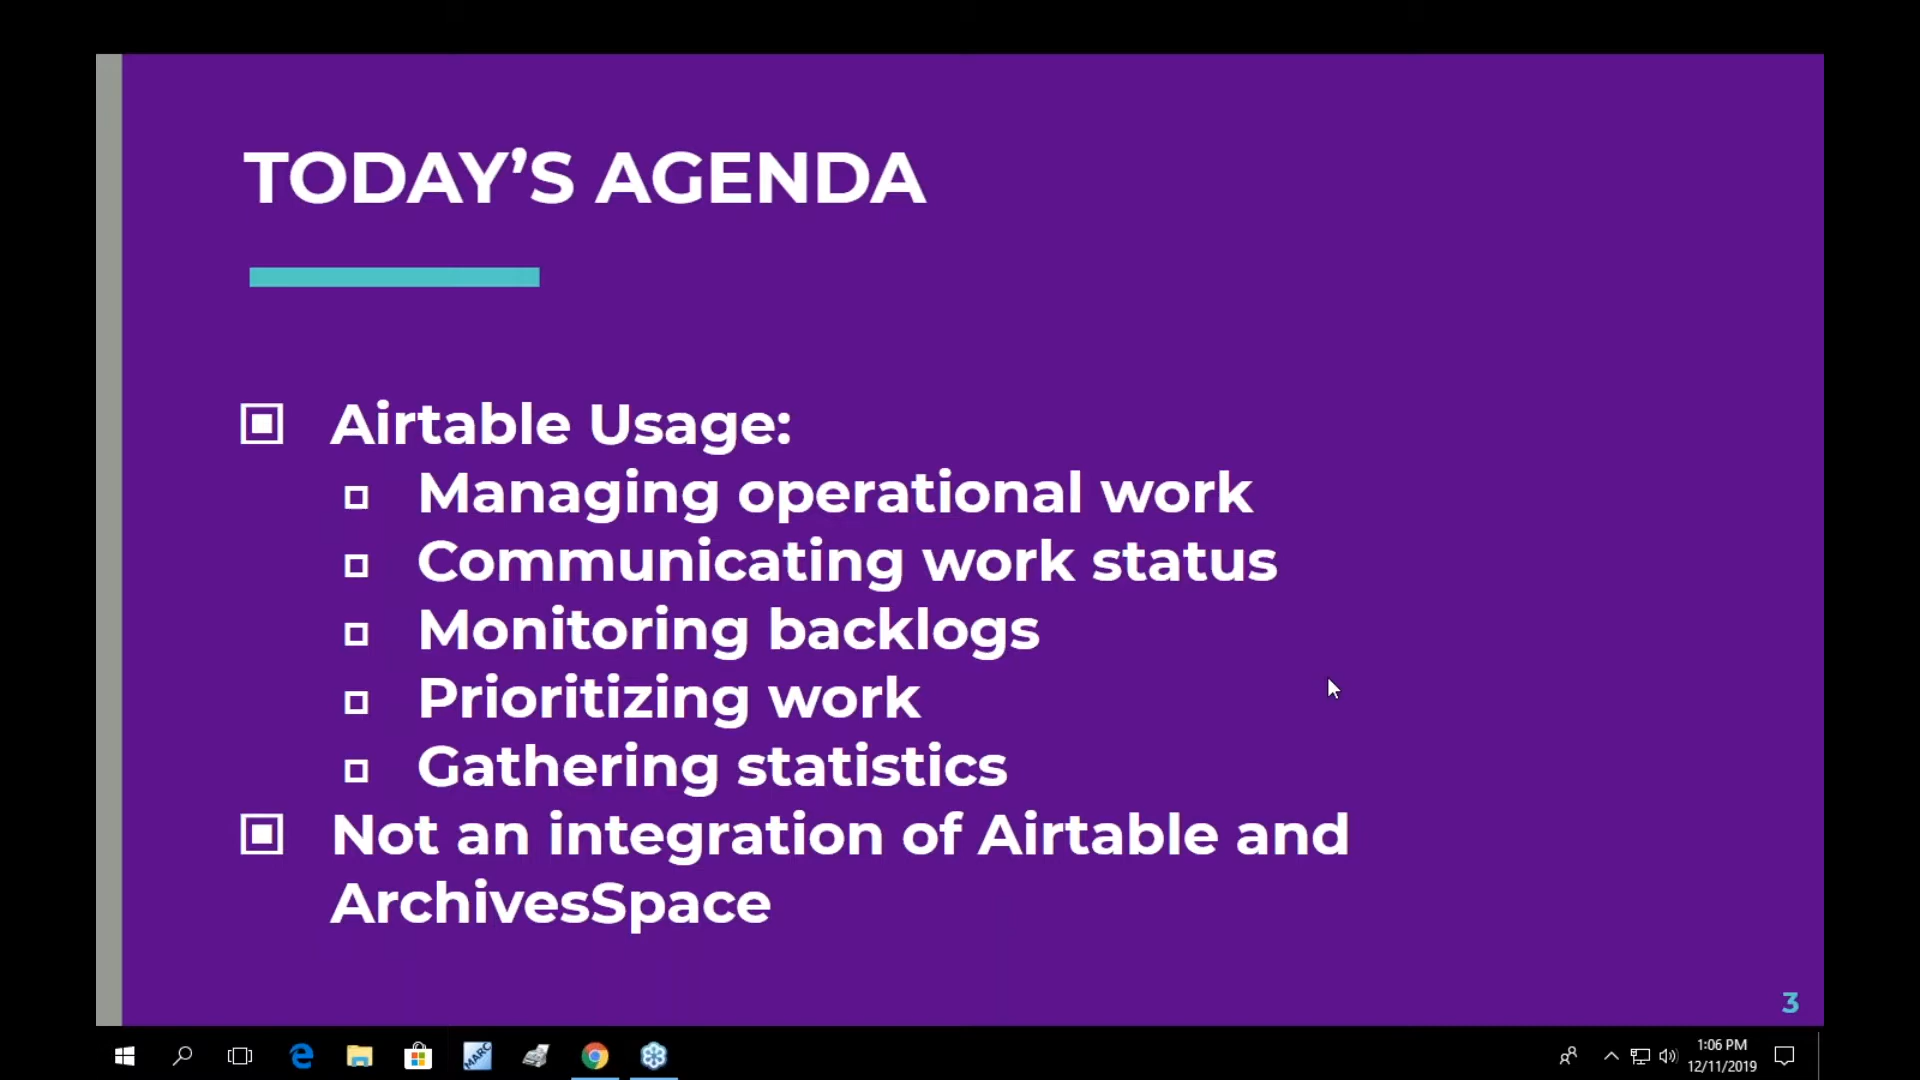 TODAY’S AGENDA
Airtable Usage:
Managing operational work
Communicating work status
Monitoring backlogs
Prioritizing work
Gathering statistics
Not an integration of Airtable and
ArchivesSpace
3
MARC
1:06 PM
12/11/2019